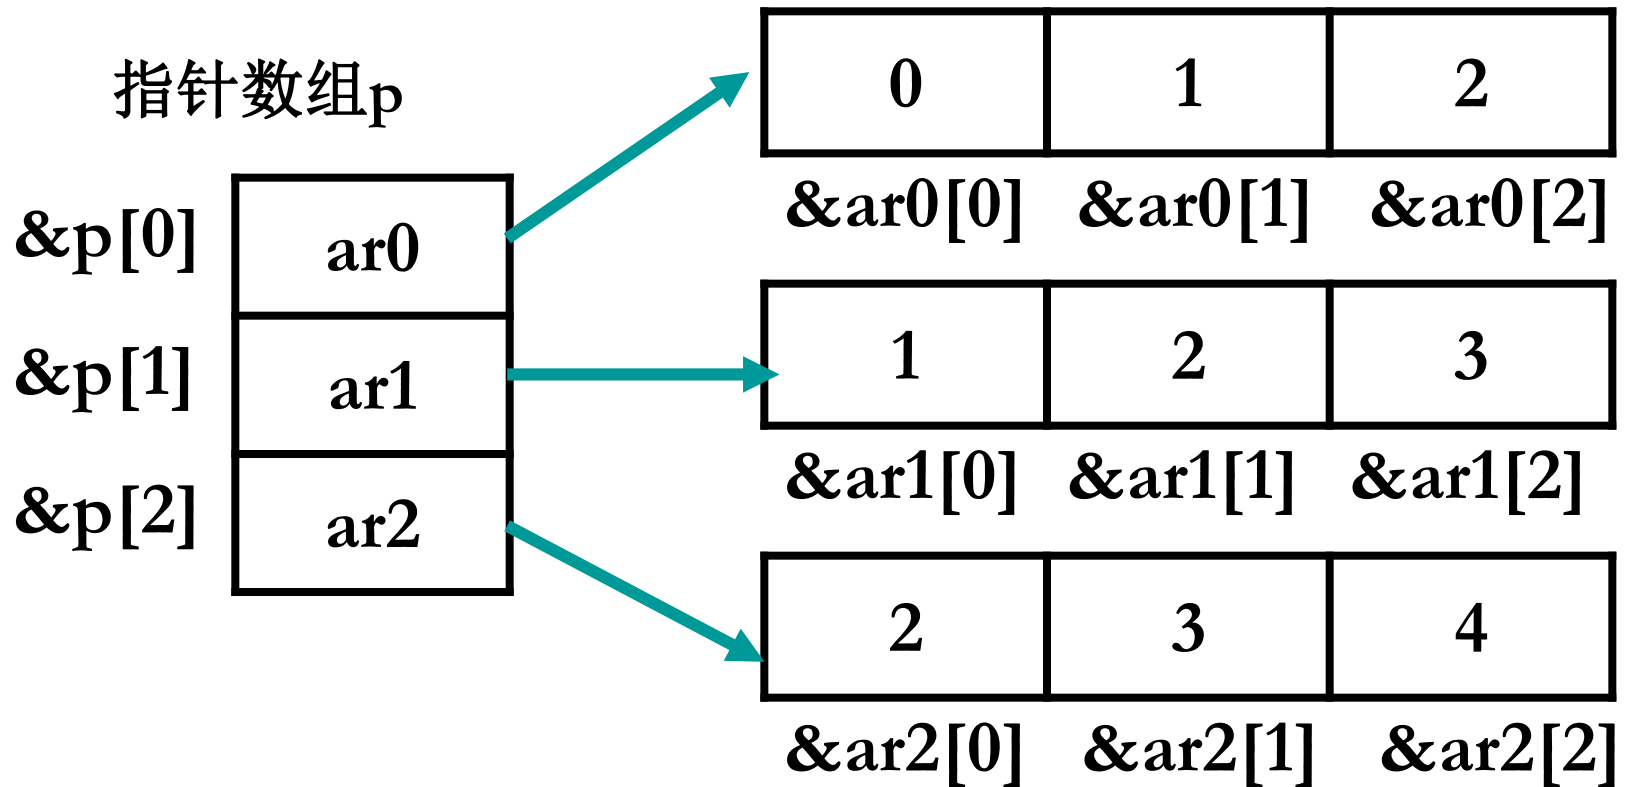 指针数组p
&p[0]
ar0
&p[1]
ar1
&p[2]
ar2
0 1 2
&ar0[0] &ar0[1] &ar0[2]
1 2 3
&ar1[0] &ar1[1] &ar1[2]
2 3 4
&ar2[0] &ar2[1] &ar2[2]